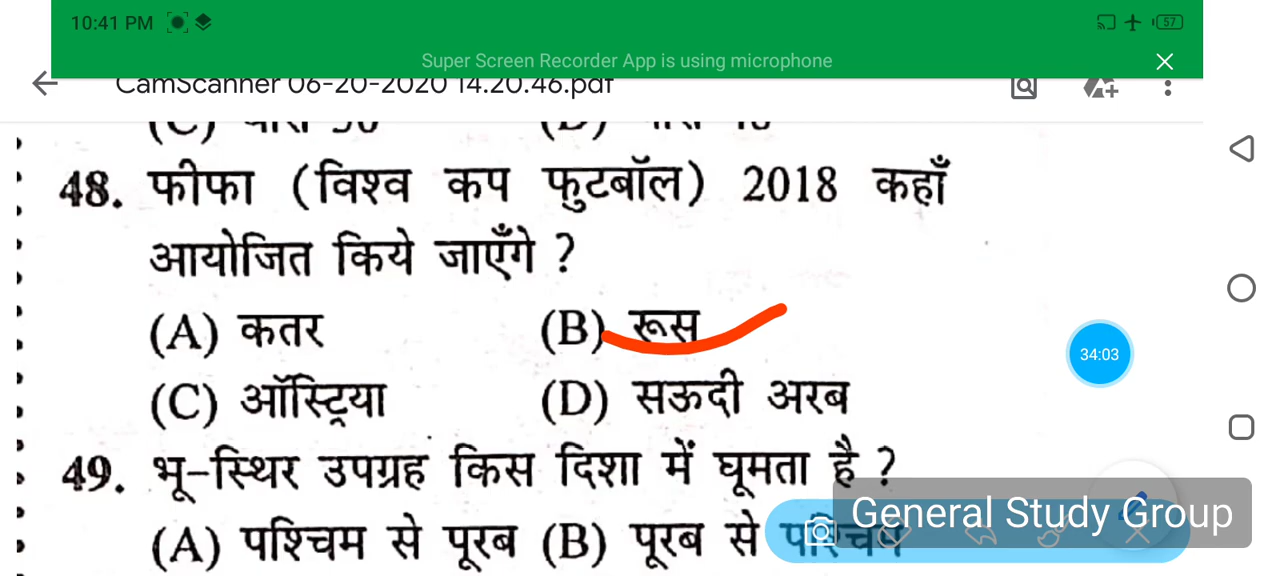 10:41 PM
57
Super Screen Recorder App is using microphone
CamScanner 06-20-2020 14.20.46.pdf
48. फीफा (विश्व कप फुटबॉल) 2018 कहाँ
आयोजित किये जाएँगे ?
(A) कतर (B) रूस
(C) ऑस्ट्रिया (D) सऊदी अरब
34:03
49. भू-स्थिर उपग्रह किस दिशा में घूमता है ?
General Study Group
(A) पश्चिम से पूरब (B) पूरब से पश्चिम